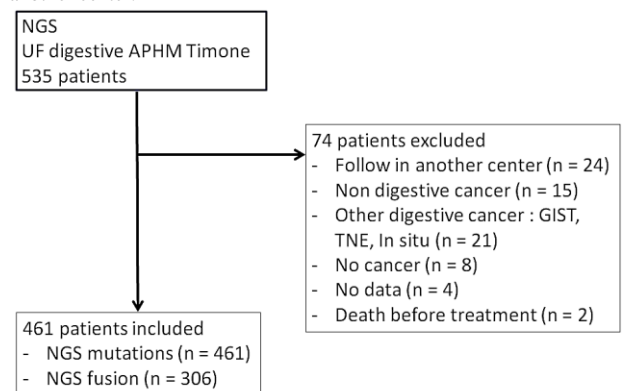 NGS
UF digestive APHM Timone
535 patients
74 patients excluded
- Follow in another center (n = 24)
- Non digestive cancer (n = 15)
- Other digestive cancer : GIST,
TNE, In situ (n = 21)
- No cancer (n = 8)
- No data (n = 4)
- Death before treatment (n = 2)
461 patients included
- NGS mutations (n = 461)
- NGS fusion (n = 306)